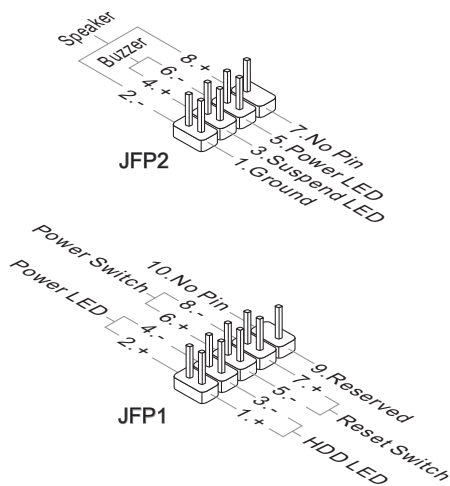 Speaker
Buzzer
8.+
6.-
4.+
2.-
7.No Pin
5.Power LED
3.Suspend LED
1.Ground
JFP2
Power Switch
Power LED
10.No Pin
8.-
6.+
4.-
2.+
9.Reserved
7.+
5.-
3.-
1.+
Reset Switch
HDD LED
JFP1